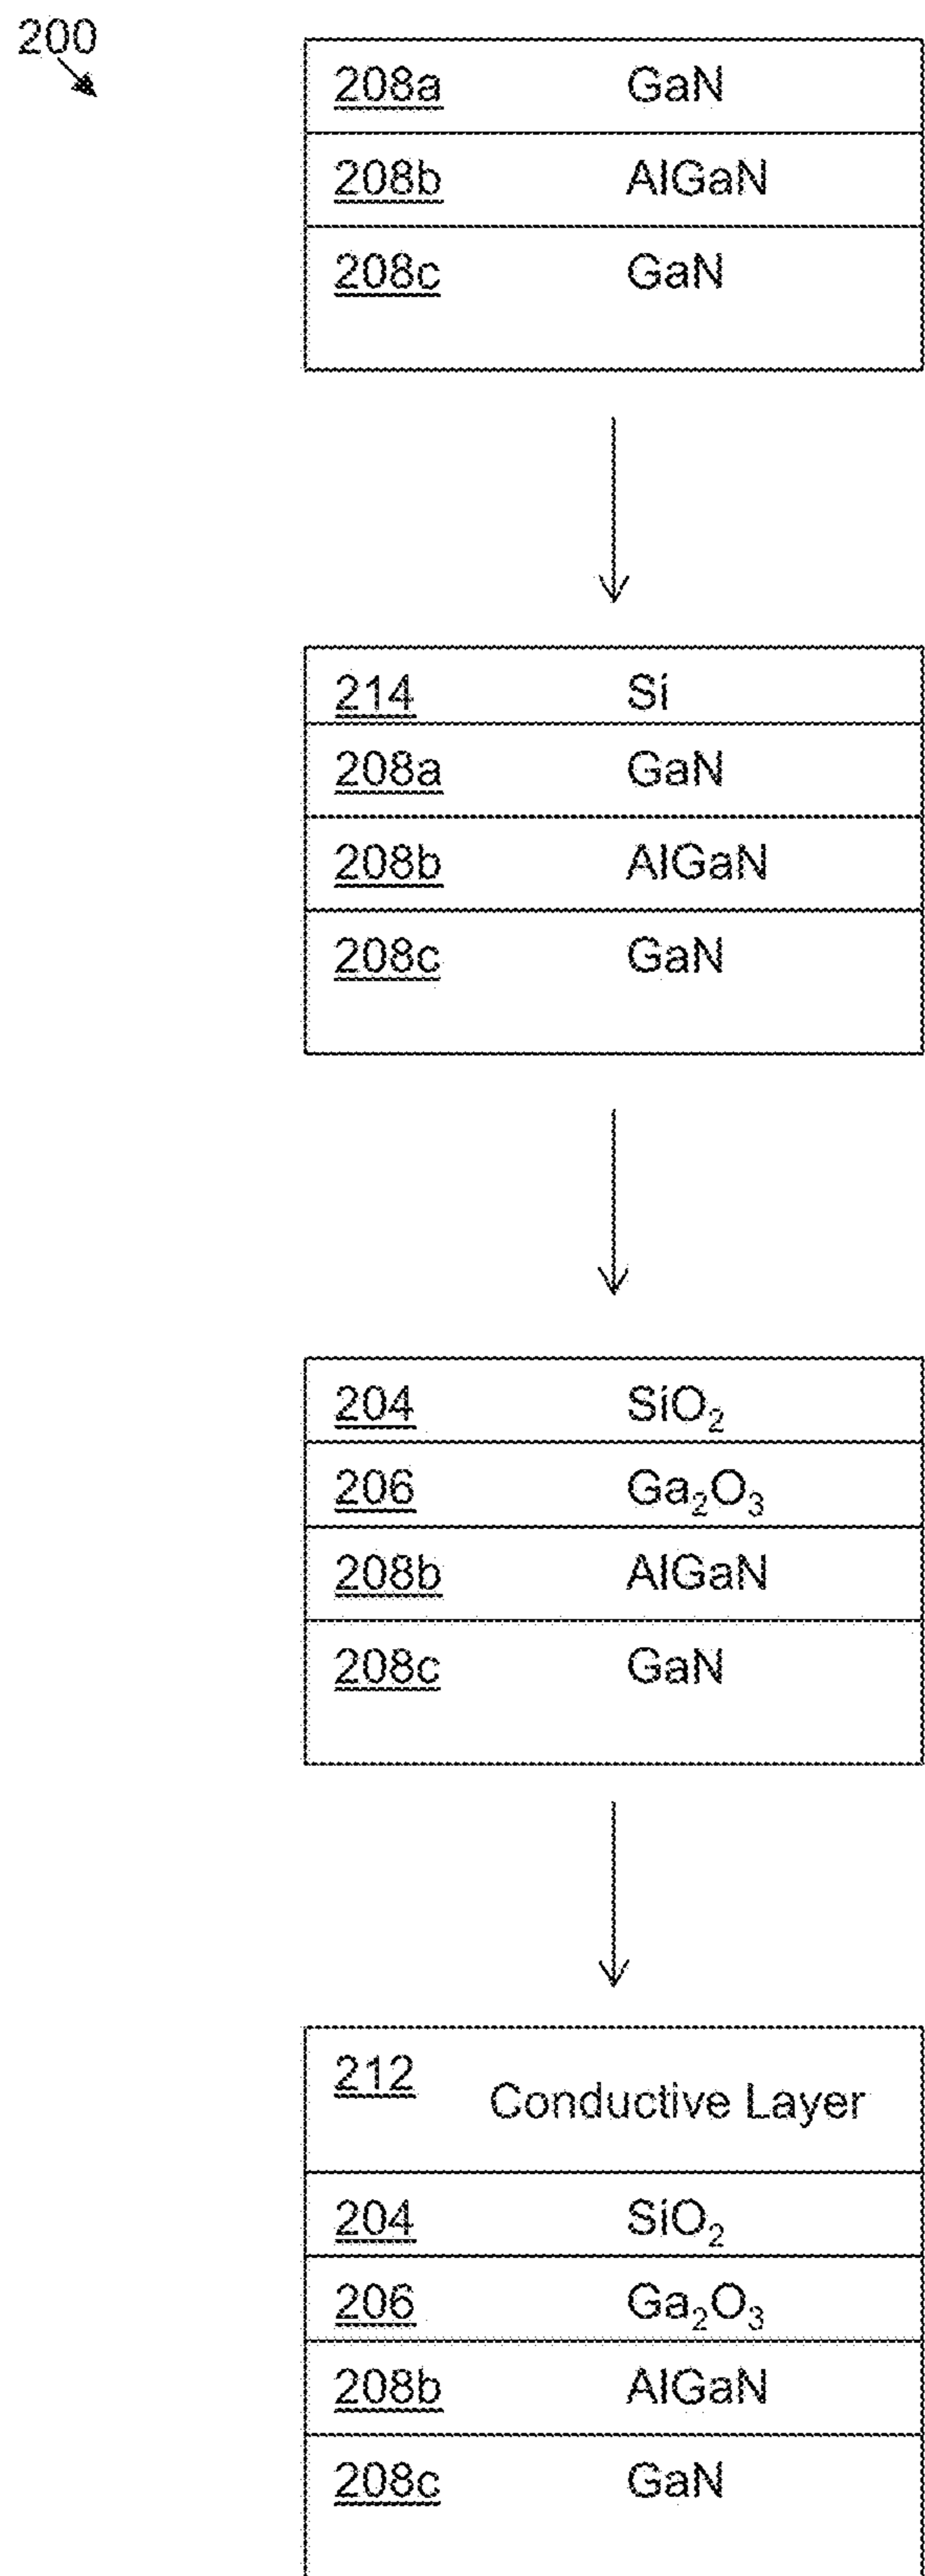 200
208a GaN
208b AlGaN
208c GaN
214 Si
208a GaN
208b AlGaN
208c GaN
204 SiO₂
206 Ga₂O₃
208b AlGaN
208c GaN
212 Conductive Layer
204 SiO₂
206 Ga₂O₃
208b AlGaN
208c GaN